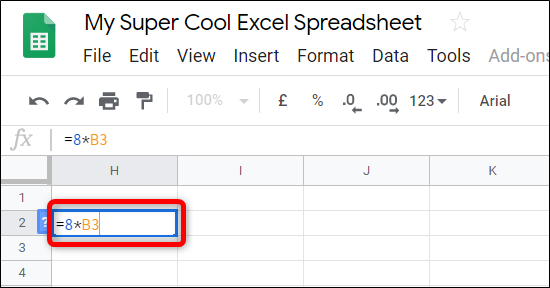 My Super Cool Excel Spreadsheet
File Edit View Insert Format Data Tools Add-ons
100% £ % .0 .00 123 Arial
fx =8*B3
H I J K
1
2 ? =8*B3
3
4